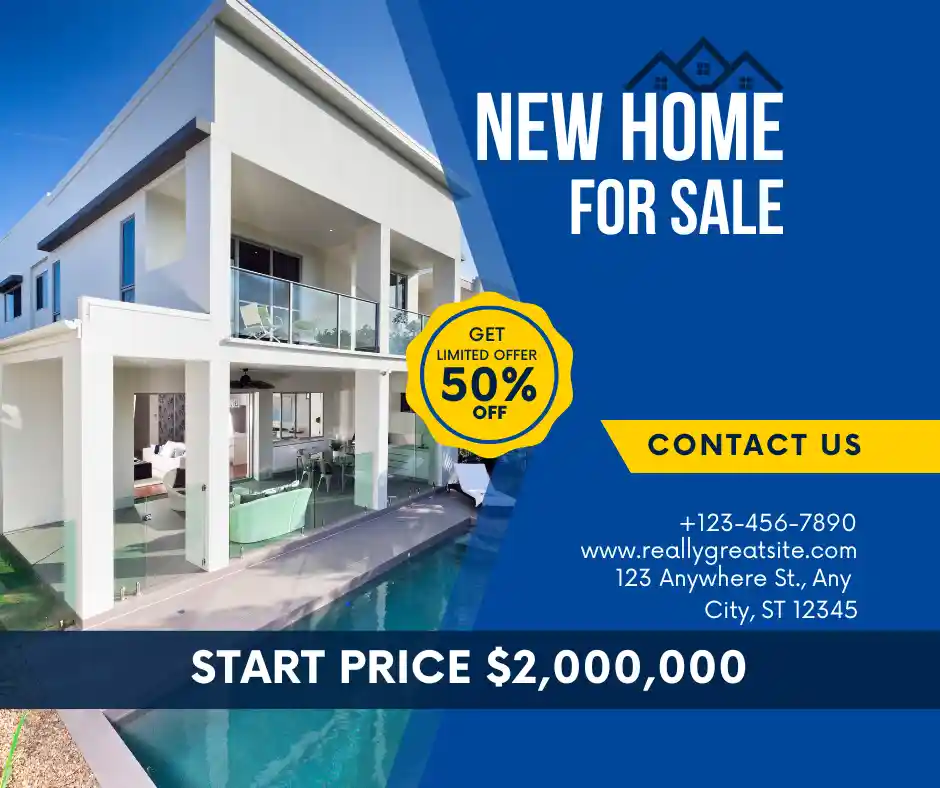 NEW HOME
FOR SALE
GET
LIMITED OFFER
50%
OFF
CONTACT US
+123-456-7890
www.reallygreatsite.com
123 Anywhere St., Any
City, ST 12345
START PRICE $2,000,000